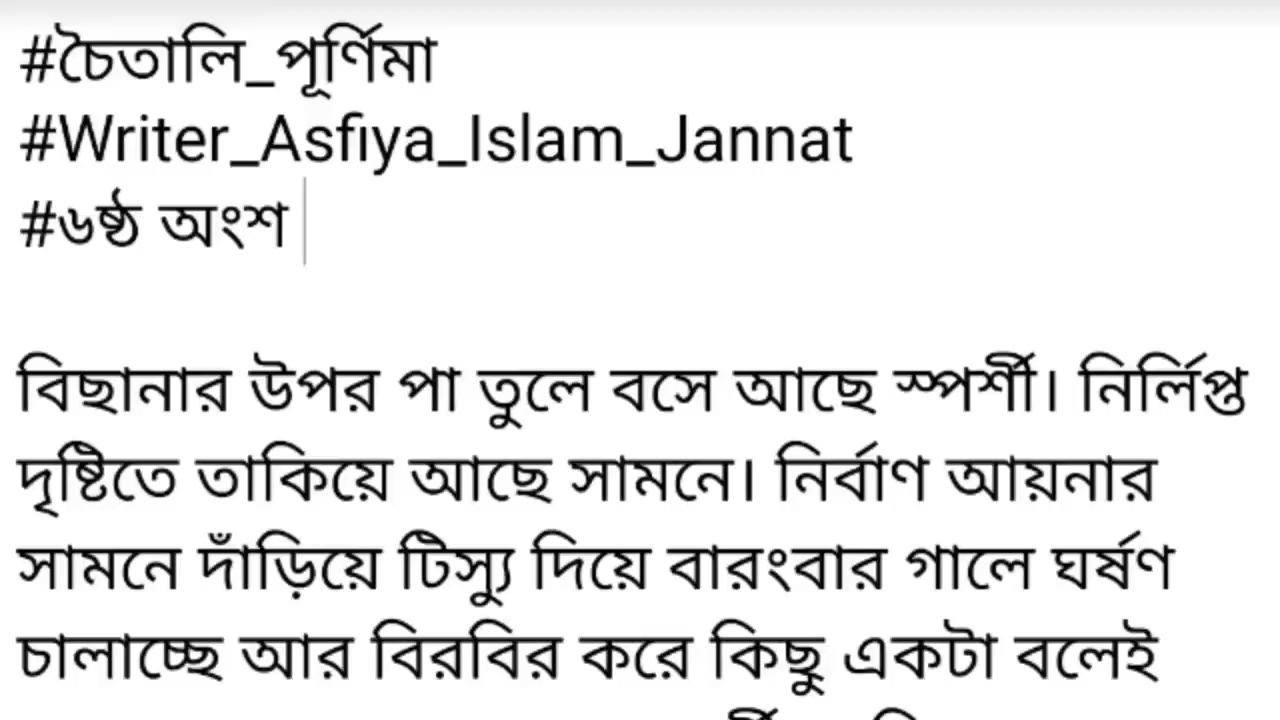 #চৈতালি_পূর্ণিমা
#Writer_Asfiya_Islam_Jannat
#৬ষ্ঠ অংশ
বিছানার উপর পা তুলে বসে আছে স্পর্শী। নির্লিপ্ত
দৃষ্টিতে তাকিয়ে আছে সামনে। নির্বাণ আয়নার
সামনে দাঁড়িয়ে টিস্যু দিয়ে বারংবার গালে ঘর্ষণ
চালাচ্ছে আর বিরবির করে কিছু একটা বলেই